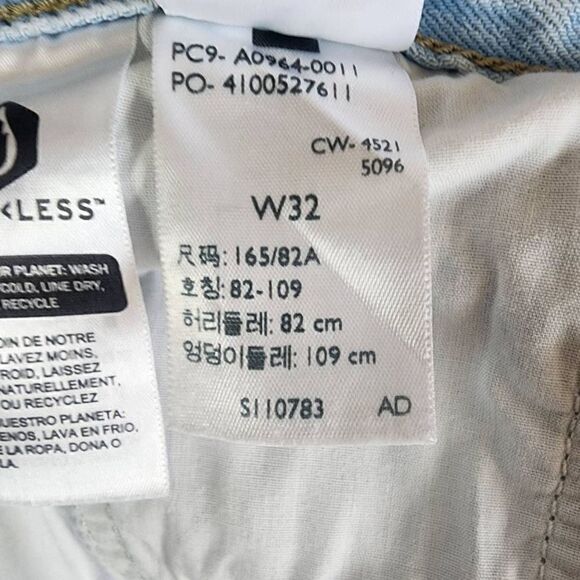 PC9- A0964-0011
PO- 4100527611
CW- 4521
5096
W32
尺码: 165/82A
호칭: 82-109
허리둘레: 82 cm
엉덩이둘레: 109 cm
S110783 AD
<LESS™
R PLANET: WASH
COLD, LINE DRY,
RECYCLE
OIN DE NOTRE
LAVEZ MOINS,
ROID, LAISSEZ
NATURELLEMENT,
OU RECYCLEZ
NUESTRO PLANETA:
ENOS, LAVA EN FRIO,
E LA ROPA, DONA O
LA.